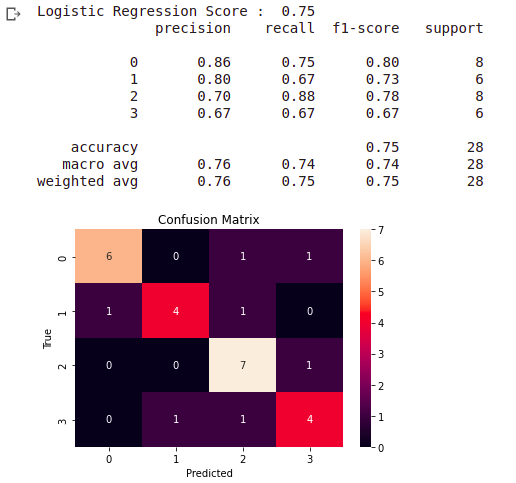 Logistic Regression Score :  0.75
precision    recall  f1-score   support
0       0.86      0.75      0.80         8
1       0.80      0.67      0.73         6
2       0.70      0.88      0.78         8
3       0.67      0.67      0.67         6
accuracy                           0.75        28
macro avg       0.76      0.74      0.74        28
weighted avg       0.76      0.75      0.75        28
Confusion Matrix
0 6 0 1 1
1 1 4 1 0
2 0 0 7 1
3 0 1 1 4
True
0 1 2 3
Predicted
7
6
5
4
3
2
1
0